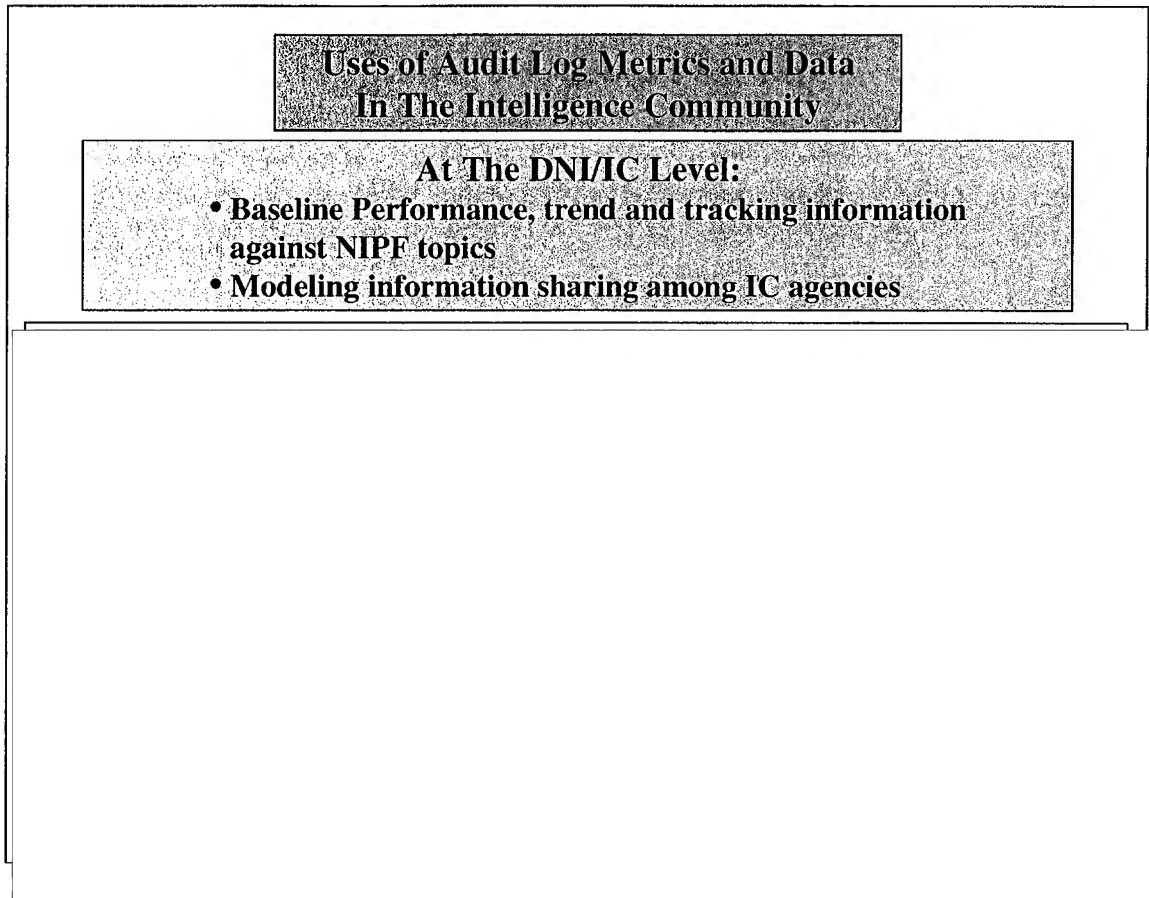 Uses of Audit Log Metrics and Data
In The Intelligence Community
At The DNI/IC Level:
• Baseline Performance, trend and tracking information
against NIPF topics
• Modeling information sharing among IC agencies